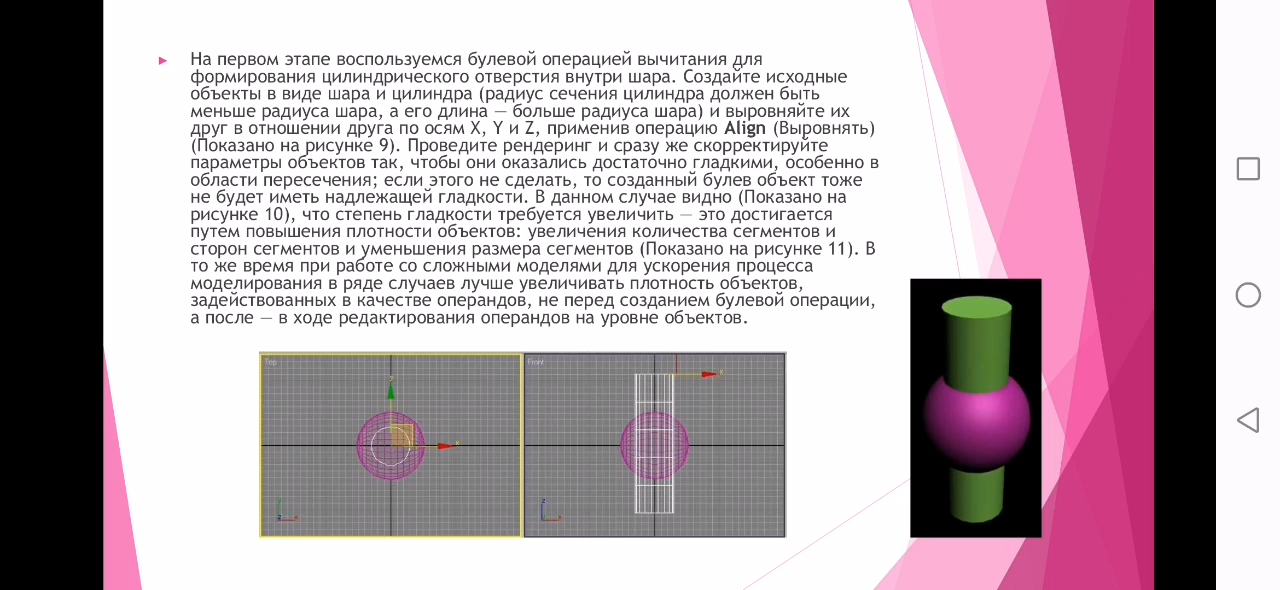 На первом этапе воспользуемся булевой операцией вычитания для
формирования цилиндрического отверстия внутри шара. Создайте исходные
объекты в виде шара и цилиндра (радиус сечения цилиндра должен быть
меньше радиуса шара, а его длина — больше радиуса шара) и выровняйте их
друг в отношении друга по осям X, Y и Z, применив операцию Align (Выровнять)
(Показано на рисунке 9). Проведите рендеринг и сразу же скорректируйте
параметры объектов так, чтобы они оказались достаточно гладкими, особенно в
области пересечения; если этого не сделать, то созданный булев объект тоже
не будет иметь надлежащей гладкости. В данном случае видно (Показано на
рисунке 10), что степень гладкости требуется увеличить — это достигается
путем повышения плотности объектов: увеличения количества сегментов и
сторон сегментов и уменьшения размера сегментов (Показано на рисунке 11). В
то же время при работе со сложными моделями для ускорения процесса
моделирования в ряде случаев лучше увеличивать плотность объектов,
задействованных в качестве операндов, не перед созданием булевой операции,
а после — в ходе редактирования операндов на уровне объектов.
Top
Front
x
x